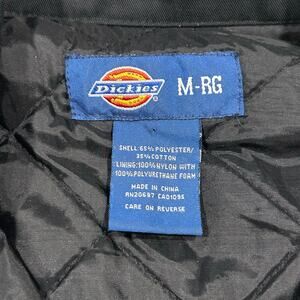 Dickies
M-RG
SHELL: 65% POLYESTER/
35% COTTON
LINING: 100% NYLON WITH
100% POLYURETHANE FOAM
MADE IN CHINA
RN20697 CA01095
CARE ON REVERSE